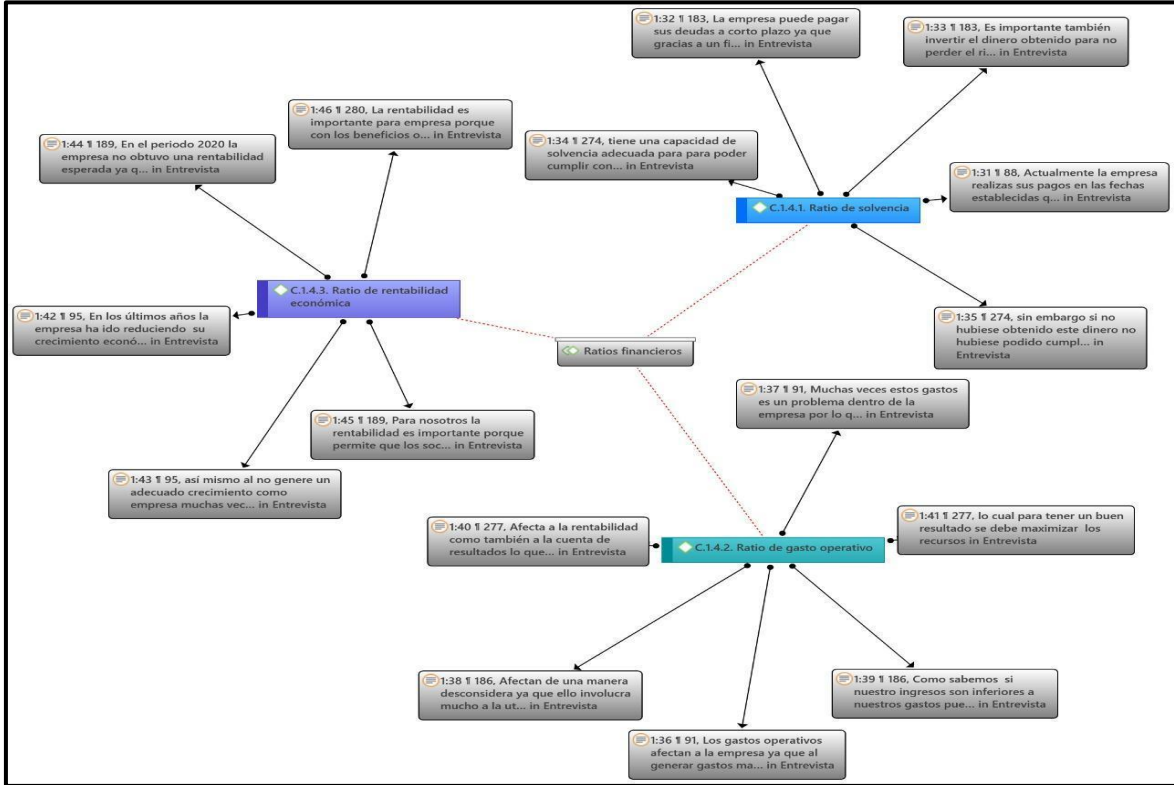 1:32 ¶ 183, La empresa puede pagar
sus deudas a corto plazo ya que
gracias a un fi... in Entrevista
1:33 ¶ 183, Es importante también
invertir el dinero obtenido para no
perder el ri... in Entrevista
1:46 ¶ 280, La rentabilidad es
importante para empresa porque
con los beneficios o... in Entrevista
1:44 ¶ 189, En el periodo 2020 la
empresa no obtuvo una rentabilidad
esperada ya q... in Entrevista
1:34 ¶ 274, tiene una capacidad de
solvencia adecuada para para poder
cumplir con... in Entrevista
1:31 ¶ 88, Actualmente la empresa
realizas sus pagos en las fechas
establecidas q... in Entrevista
C.1.4.1. Ratio de solvencia
C.1.4.3. Ratio de rentabilidad
económica
1:42 ¶ 95, En los últimos años la
empresa ha ido reduciendo su
crecimiento econó... in Entrevista
1:35 ¶ 274, sin embargo si no
hubiese obtenido este dinero no
hubiese podido cumpl... in
Entrevista
Ratios financieros
1:37 ¶ 91, Muchas veces estos gastos
es un problema dentro de la
empresa por lo q... in Entrevista
1:45 ¶ 189, Para nosotros la
rentabilidad es importante porque
permite que los soc... in Entrevista
1:43 ¶ 95, así mismo al no genere un
adecuado crecimiento como
empresa muchas vec... in Entrevista
1:40 ¶ 277, Afecta a la rentabilidad
como también a la cuenta de
resultados lo que... in Entrevista
1:41 ¶ 277, lo cual para tener un buen
resultado se debe maximizar los
recursos in Entrevista
C.1.4.2. Ratio de gasto operativo
1:38 ¶ 186, Afectan de una manera
desconsidera ya que ello involucra
mucho a la ut... in Entrevista
1:39 ¶ 186, Como sabemos si
nuestro ingresos son inferiores a
nuestros gastos pue... in Entrevista
1:36 ¶ 91, Los gastos operativos
afectan a la empresa ya que al
generar gastos ma... in Entrevista